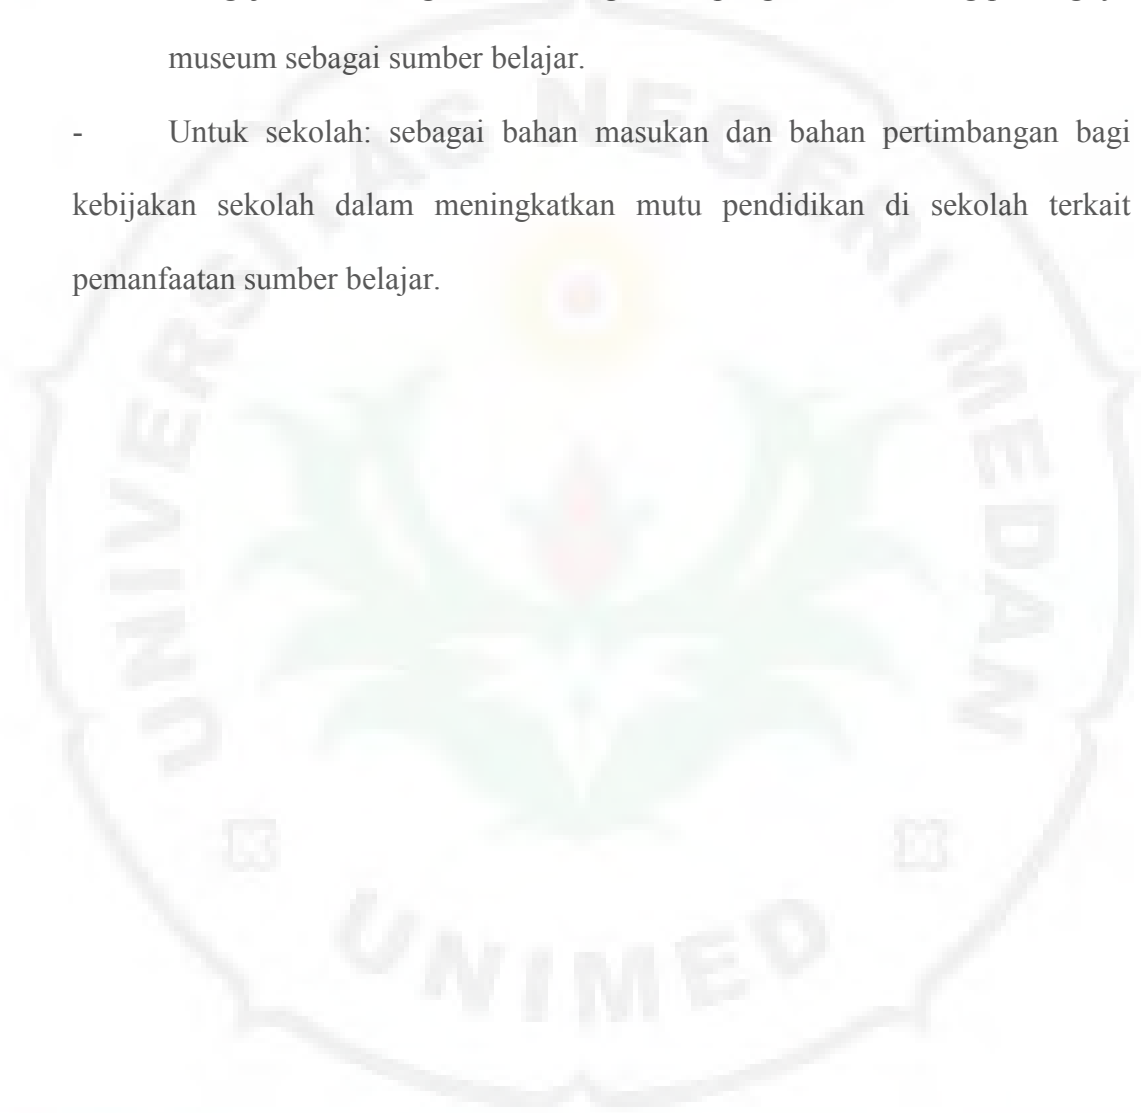 museum sebagai sumber belajar.
- Untuk sekolah: sebagai bahan masukan dan bahan pertimbangan bagi
kebijakan sekolah dalam meningkatkan mutu pendidikan di sekolah terkait
pemanfaatan sumber belajar.
UNIVERSITAS NEGERI MEDAN
UNIMED